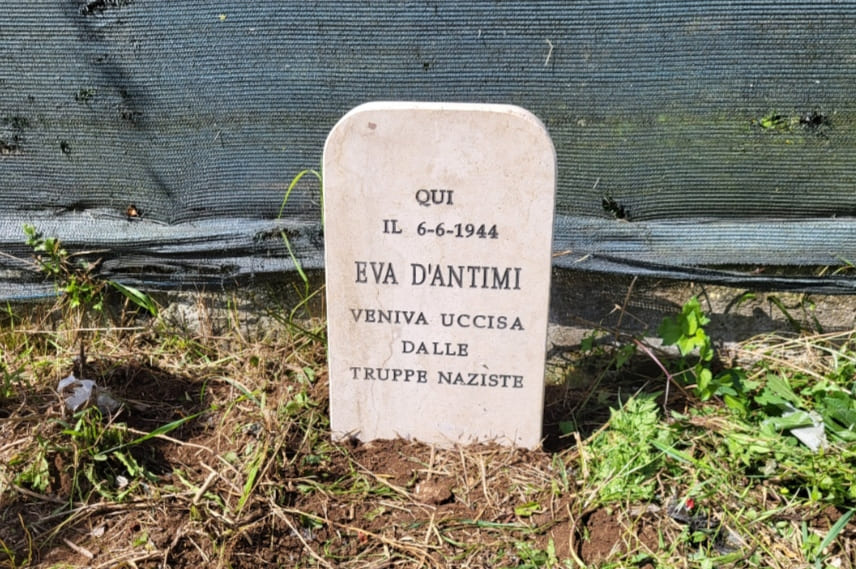 QUI
IL 6-6-1944
EVA D'ANTIMI
VENIVA UCCISA
DALLE
TRUPPE NAZISTE